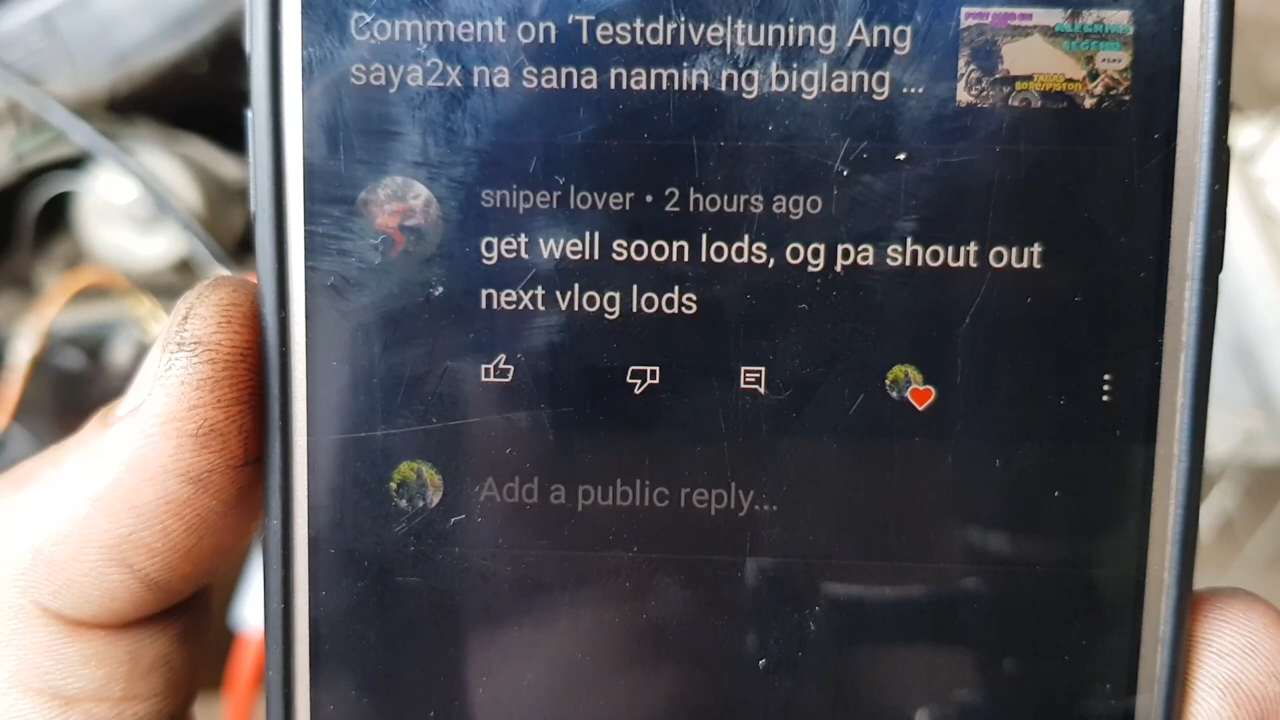 Comment on ‘Testdrive|tuning Ang
saya2x na sana namin ng biglang ...
sniper lover • 2 hours ago
get well soon lods, og pa shout out
next vlog lods
Add a public reply...